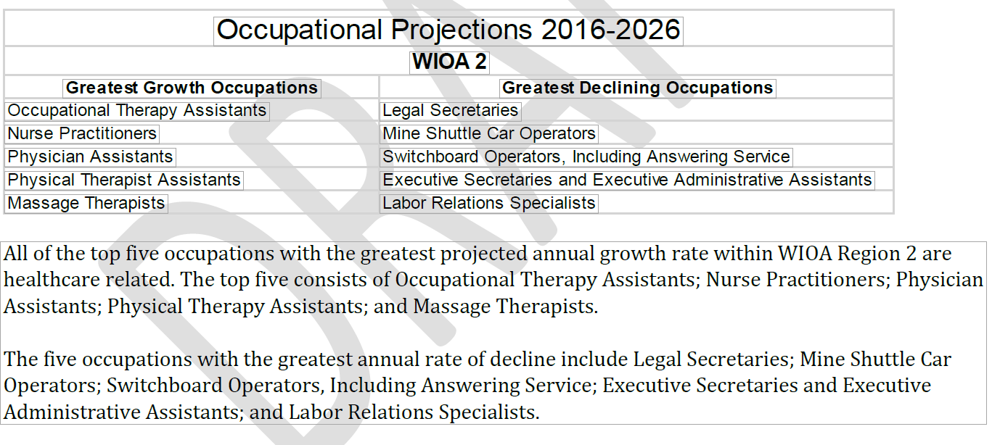 Occupational Projections 2016-2026
WIOA 2
Greatest Growth Occupations Greatest Declining Occupations
Occupational Therapy Assistants Legal Secretaries
Nurse Practitioners Mine Shuttle Car Operators
Physician Assistants Switchboard Operators, Including Answering Service
Physical Therapist Assistants Executive Secretaries and Executive Administrative Assistants
Massage Therapists Labor Relations Specialists
All of the top five occupations with the greatest projected annual growth rate within WIOA Region 2 are
healthcare related. The top five consists of Occupational Therapy Assistants; Nurse Practitioners; Physician
Assistants; Physical Therapy Assistants; and Massage Therapists.
The five occupations with the greatest annual rate of decline include Legal Secretaries; Mine Shuttle Car
Operators; Switchboard Operators, Including Answering Service; Executive Secretaries and Executive
Administrative Assistants; and Labor Relations Specialists.
DRA